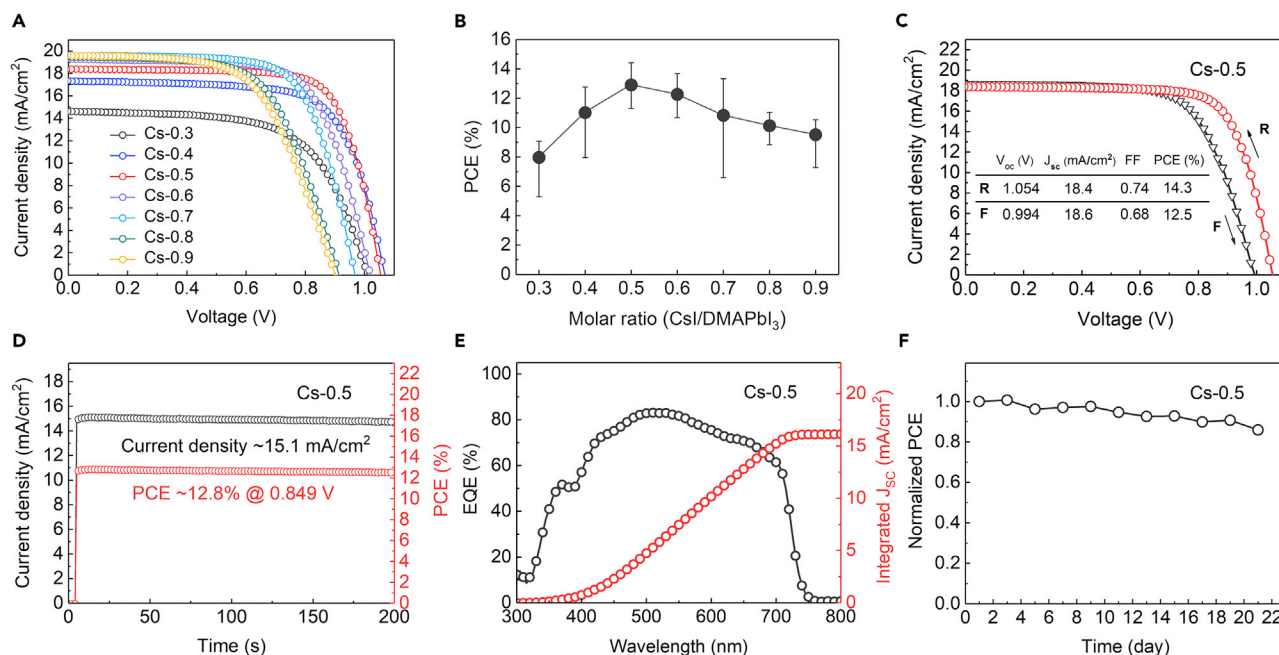 A
Current density (mA/cm²)
20
18
16
14
12
10
8
6
4
2
0
Cs-0.3
Cs-0.4
Cs-0.5
Cs-0.6
Cs-0.7
Cs-0.8
Cs-0.9
0.0 0.2 0.4 0.6 0.8 1.0
Voltage (V)
B
PCE (%)
16
14
12
10
8
6
4
2
0
0.3 0.4 0.5 0.6 0.7 0.8 0.9
Molar ratio (CsI/DMAPbI₃)
C
Current density (mA/cm²)
22
20
18
16
14
12
10
8
6
4
2
0
Cs-0.5
R
V_oc (V) J_sc (mA/cm²) FF PCE (%)
R 1.054 18.4 0.74 14.3
F 0.994 18.6 0.68 12.5
F
0.0 0.2 0.4 0.6 0.8 1.0
Voltage (V)
D
Current density (mA/cm²)
18
16
14
12
10
8
6
4
2
0
Cs-0.5
Current density ~15.1 mA/cm²
PCE ~12.8% @ 0.849 V
22
20
18
16
14
12
10
8
6
4
2
0
PCE (%)
0 50 100 150 200
Time (s)
E
EQE (%)
100
80
60
40
20
Cs-0.5
20
15
10
5
0
Integrated J_SC (mA/cm²)
300 400 500 600 700 800
Wavelength (nm)
F
Normalized PCE
1.0
0.8
0.6
0.4
0.2
0.0
Cs-0.5
0 2 4 6 8 10 12 14 16 18 20 22
Time (day)